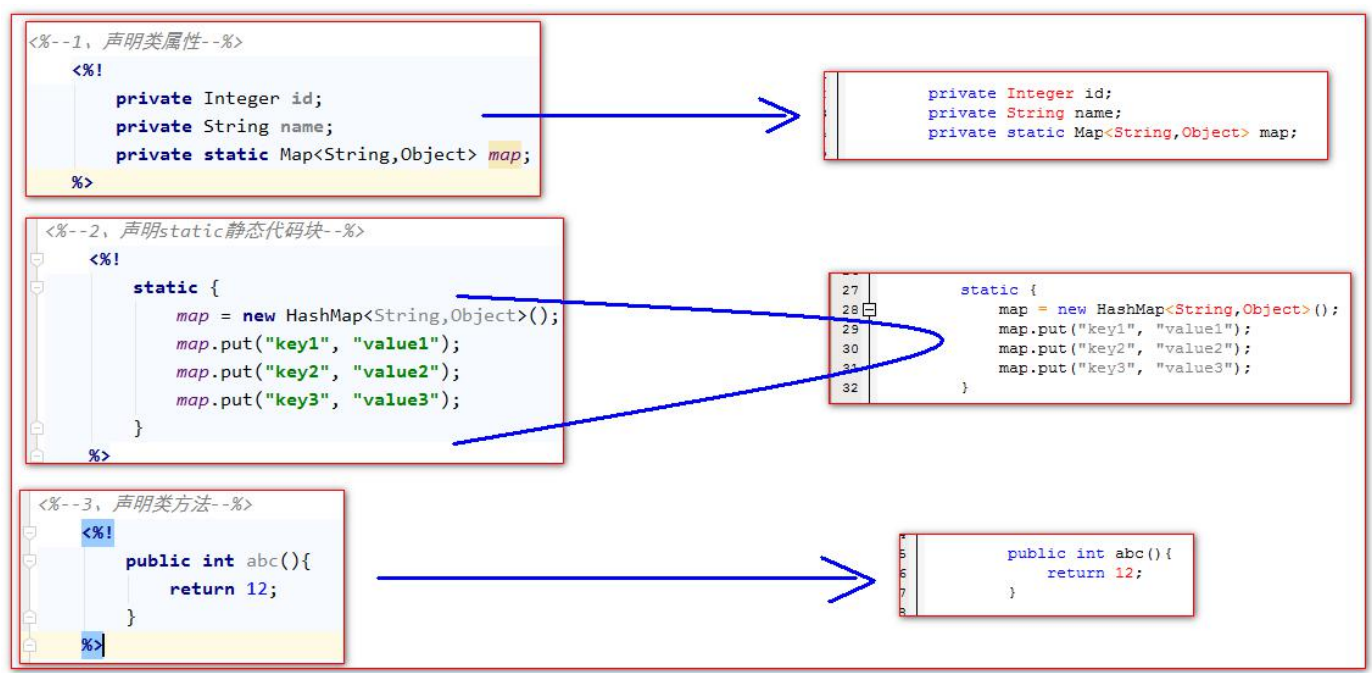 <%--1、声明类属性--%>
<%!
private Integer id;
private String name;
private static Map<String,Object> map;
%>
private Integer id;
private String name;
private static Map<String,Object> map;
<%--2、声明static静态代码块--%>
<%!
static {
map = new HashMap<String,Object>();
map.put("key1", "value1");
map.put("key2", "value2");
map.put("key3", "value3");
}
%>
27 static {
28 map = new HashMap<String,Object>();
29 map.put("key1", "value1");
30 map.put("key2", "value2");
31 map.put("key3", "value3");
32 }
<%--3、声明类方法--%>
<%!
public int abc(){
return 12;
}
%>
5 public int abc(){
6 return 12;
7 }